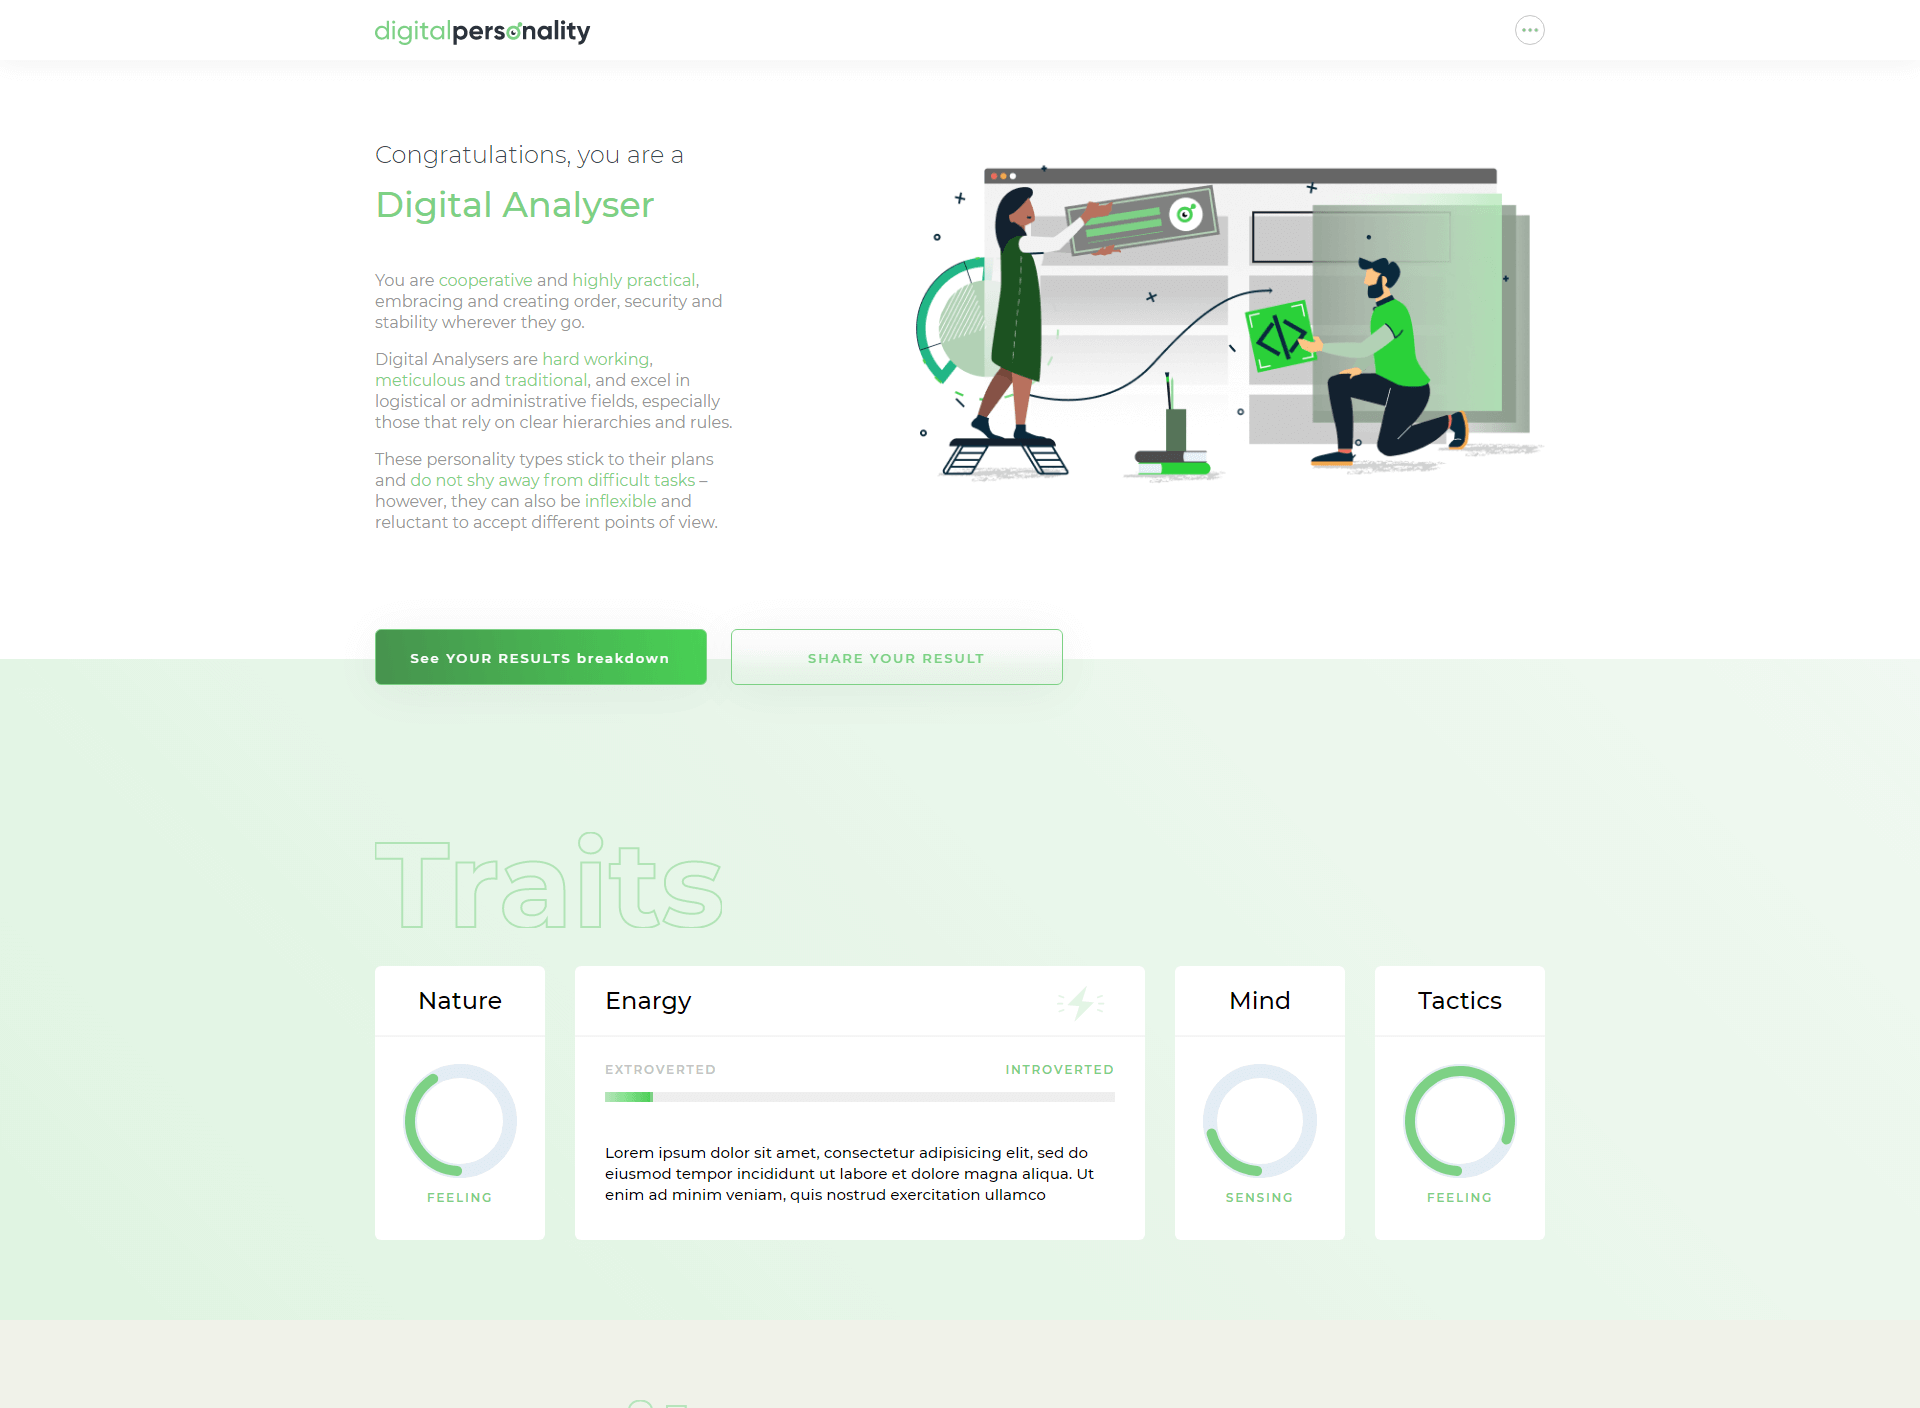 digitalpersonality
Congratulations, you are a
Digital Analyser
You are cooperative and highly practical,
embracing and creating order, security and
stability wherever they go.
Digital Analysers are hard working,
meticulous and traditional, and excel in
logistical or administrative fields, especially
those that rely on clear hierarchies and rules.
These personality types stick to their plans
and do not shy away from difficult tasks –
however, they can also be inflexible and
reluctant to accept different points of view.
See YOUR RESULTS breakdown
SHARE YOUR RESULT
Traits
Nature
FEELING
Enargy
EXTROVERTED
INTROVERTED
Lorem ipsum dolor sit amet, consectetur adipisicing elit, sed do
eiusmod tempor incididunt ut labore et dolore magna aliqua. Ut
enim ad minim veniam, quis nostrud exercitation ullamco
Mind
SENSING
Tactics
FEELING